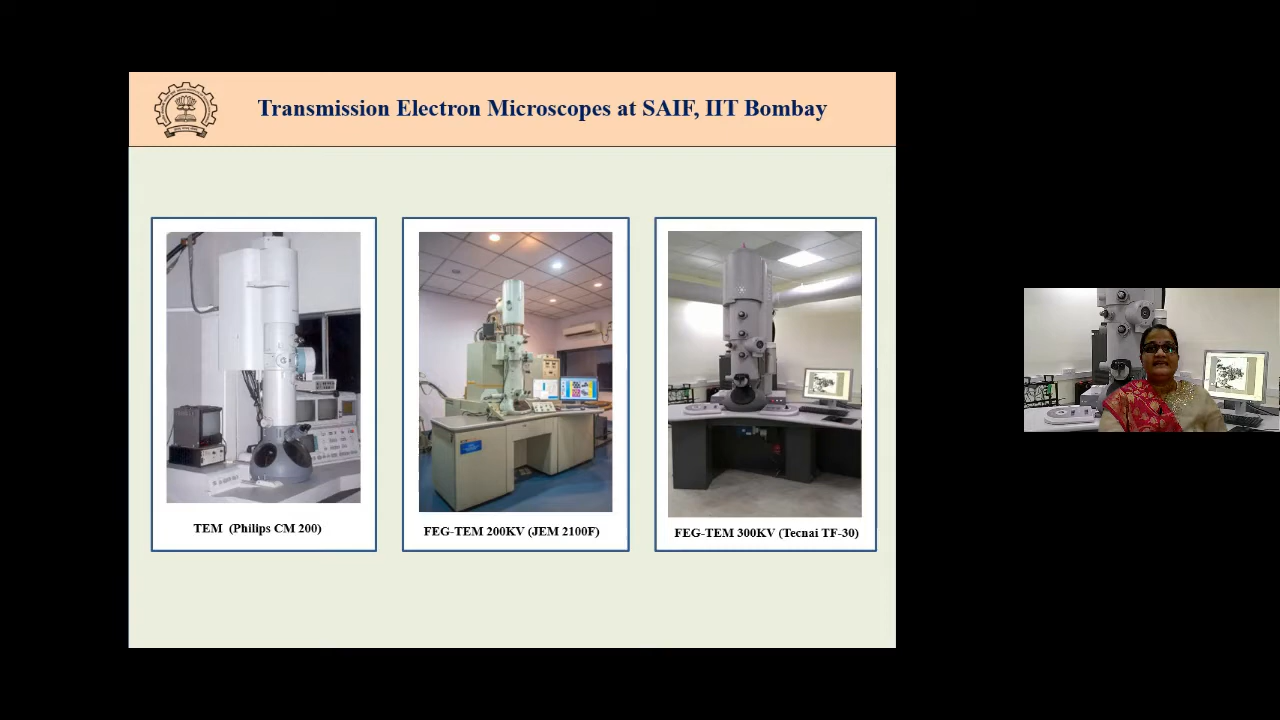 Transmission Electron Microscopes at SAIF, IIT Bombay
TEM (Philips CM 200)
FEG-TEM 200KV (JEM 2100F)
FEG-TEM 300KV (Tecnai TF-30)